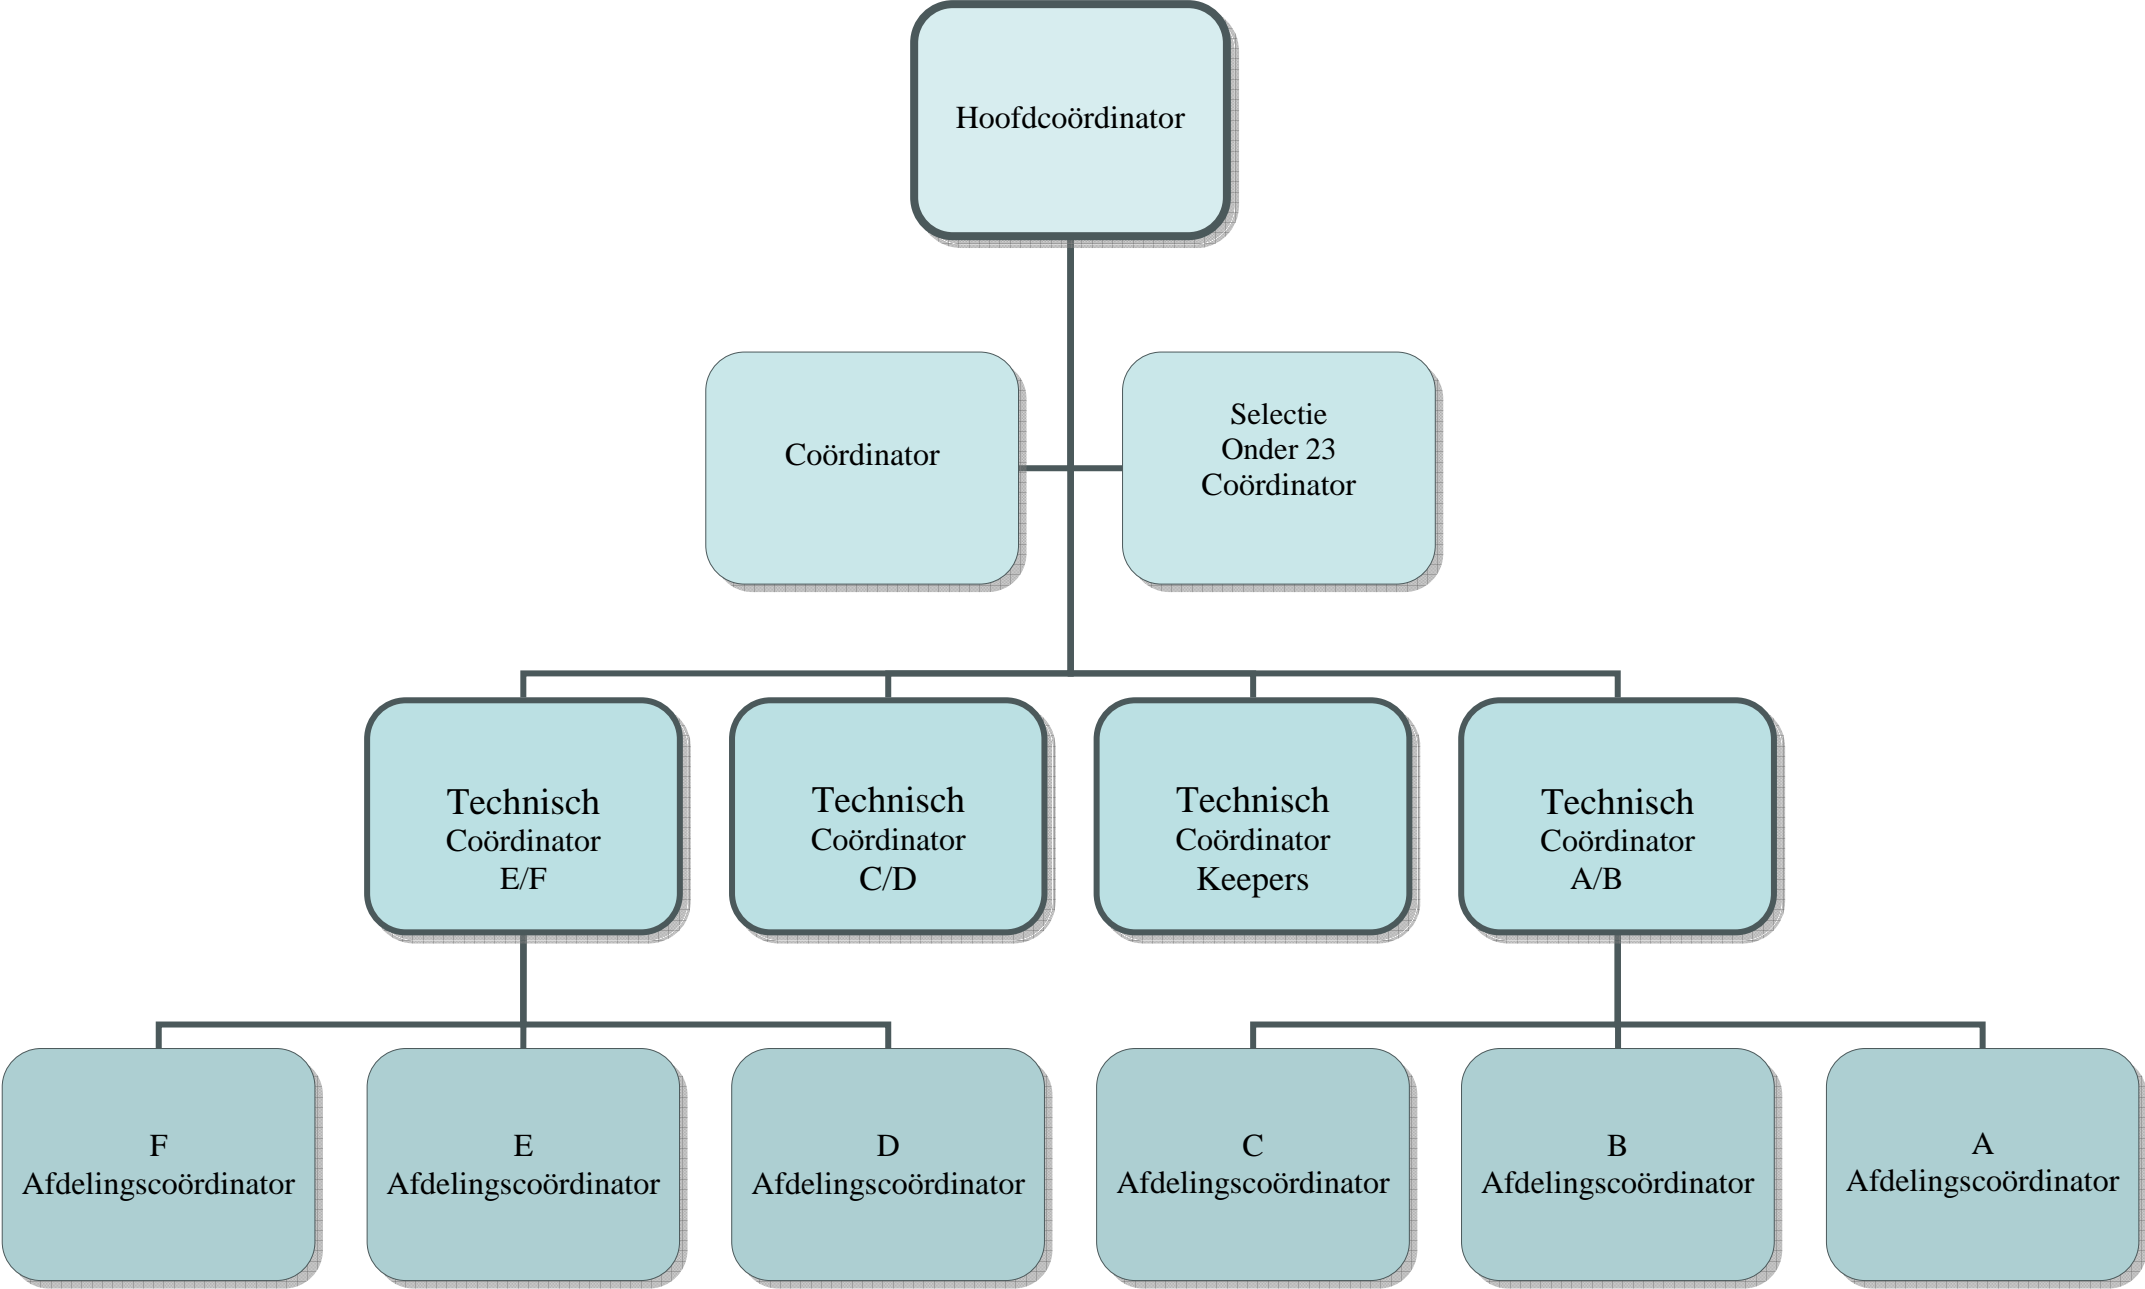 Hoofdcoördinator
Coördinator
Selectie
Onder 23
Coördinator
Technisch
Coördinator
E/F
Technisch
Coördinator
C/D
Technisch
Coördinator
Keepers
Technisch
Coördinator
A/B
F
Afdelingscoördinator
E
Afdelingscoördinator
D
Afdelingscoördinator
C
Afdelingscoördinator
B
Afdelingscoördinator
A
Afdelingscoördinator